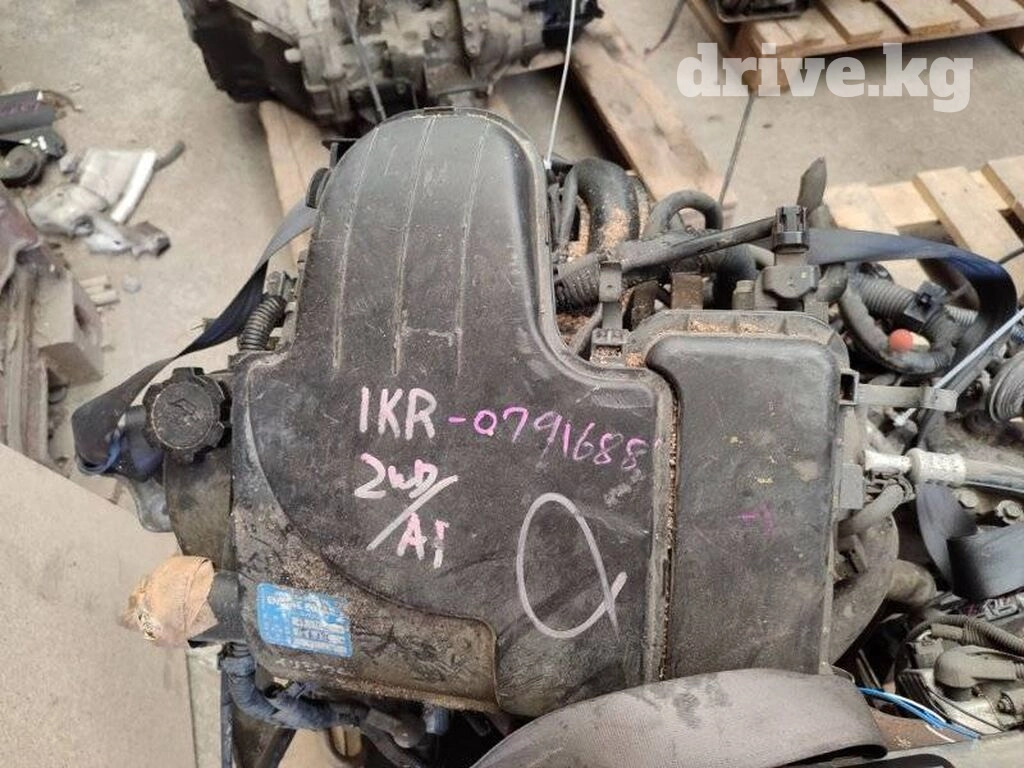 drive.kg
1KR-0791688
2WD/
AT